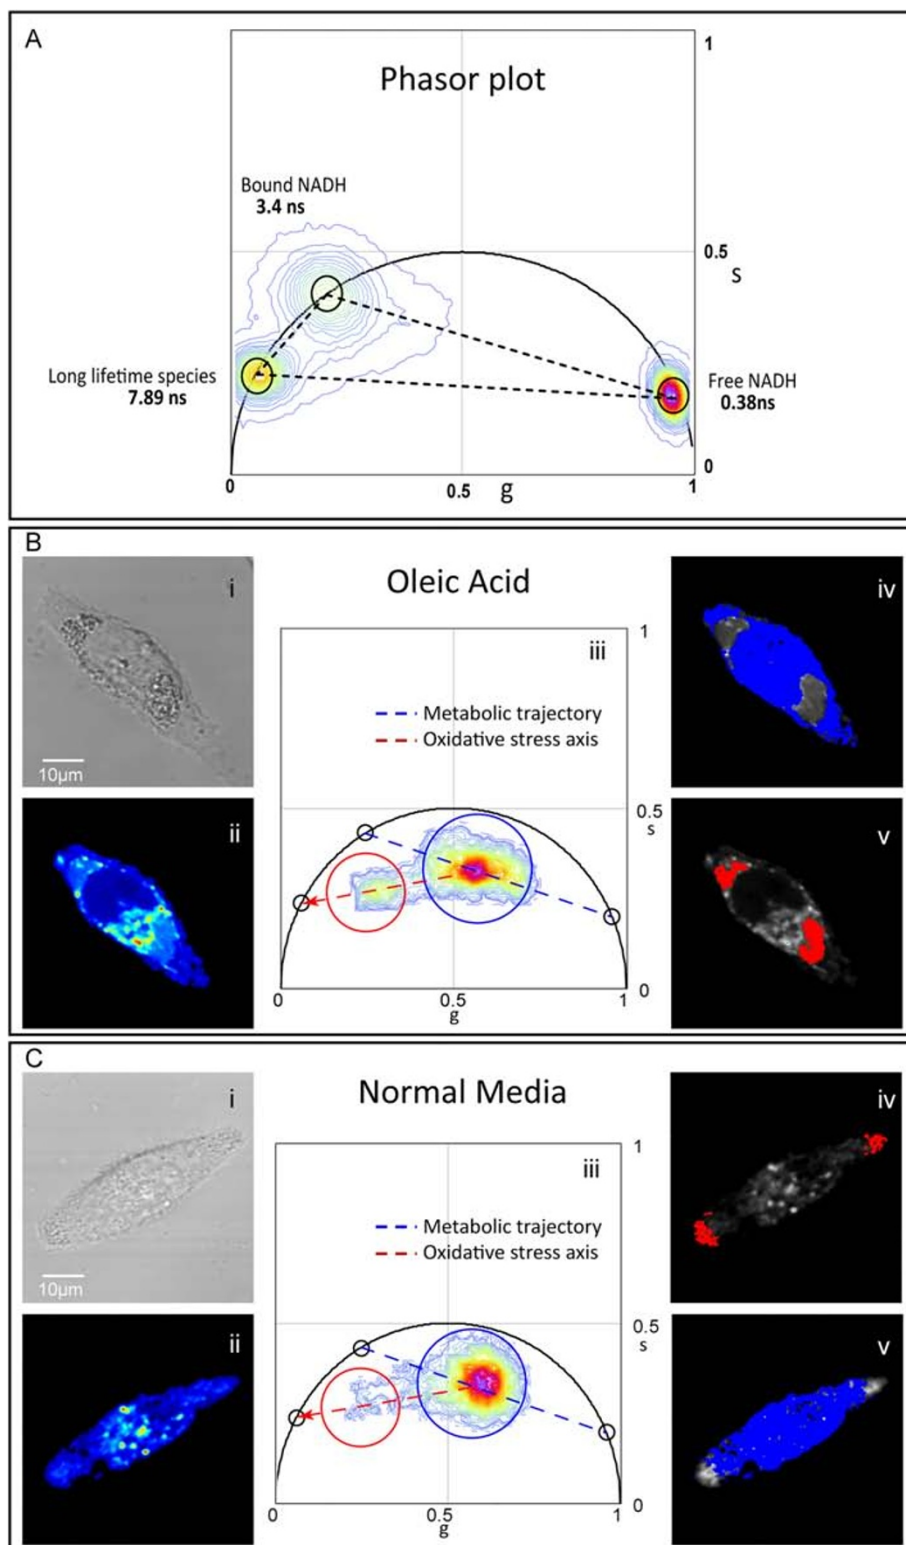 A
Phasor plot
1
Bound NADH
3.4 ns
0.5
s
Long lifetime species
7.89 ns
Free NADH
0.38ns
0
0
0.5
g
1
B
i
Oleic Acid
iv
1
iii
Metabolic trajectory
Oxidative stress axis
10µm
ii
0.5
s
v
0
0
0.5
g
1
C
i
Normal Media
iv
1
iii
Metabolic trajectory
Oxidative stress axis
10µm
ii
0.5
s
v
0
0
0.5
g
1